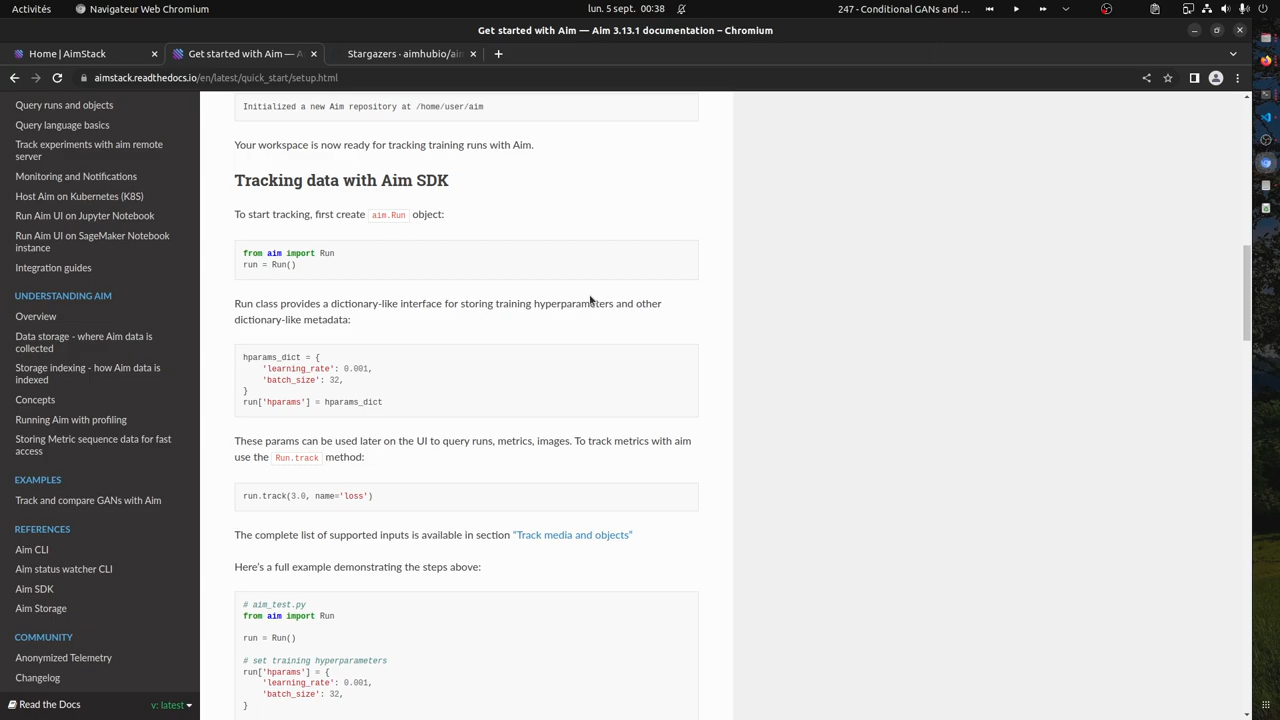 Activités
Navigateur Web Chromium
lun. 5 sept. 00:38
247 - Conditional GANs and ...
Get started with Aim — Aim 3.13.1 documentation – Chromium
Home | AimStack
Get started with Aim — A
Stargazers · aimhubio/aim
aimstack.readthedocs.io/en/latest/quick_start/setup.html
Query runs and objects
Query language basics
Track experiments with aim remote
server
Monitoring and Notifications
Host Aim on Kubernetes (K8S)
Run Aim UI on Jupyter Notebook
Run Aim UI on SageMaker Notebook
instance
Integration guides
UNDERSTANDING AIM
Overview
Data storage - where Aim data is
collected
Storage indexing - how Aim data is
indexed
Concepts
Running Aim with profiling
Storing Metric sequence data for fast
access
EXAMPLES
Track and compare GANs with Aim
REFERENCES
Aim CLI
Aim status watcher CLI
Aim SDK
Aim Storage
COMMUNITY
Anonymized Telemetry
Changelog
Read the Docs
v: latest
Initialized a new Aim repository at /home/user/aim
Your workspace is now ready for tracking training runs with Aim.
Tracking data with Aim SDK
To start tracking, first create aim.Run object:
from aim import Run
run = Run()
Run class provides a dictionary-like interface for storing training hyperparameters and other
dictionary-like metadata:
hparams_dict = {
'learning_rate': 0.001,
'batch_size': 32,
}
run['hparams'] = hparams_dict
These params can be used later on the UI to query runs, metrics, images. To track metrics with aim
use the Run.track method:
run.track(3.0, name='loss')
The complete list of supported inputs is available in section “Track media and objects”
Here’s a full example demonstrating the steps above:
# aim_test.py
from aim import Run
run = Run()
# set training hyperparameters
run['hparams'] = {
'learning_rate': 0.001,
'batch_size': 32,
}